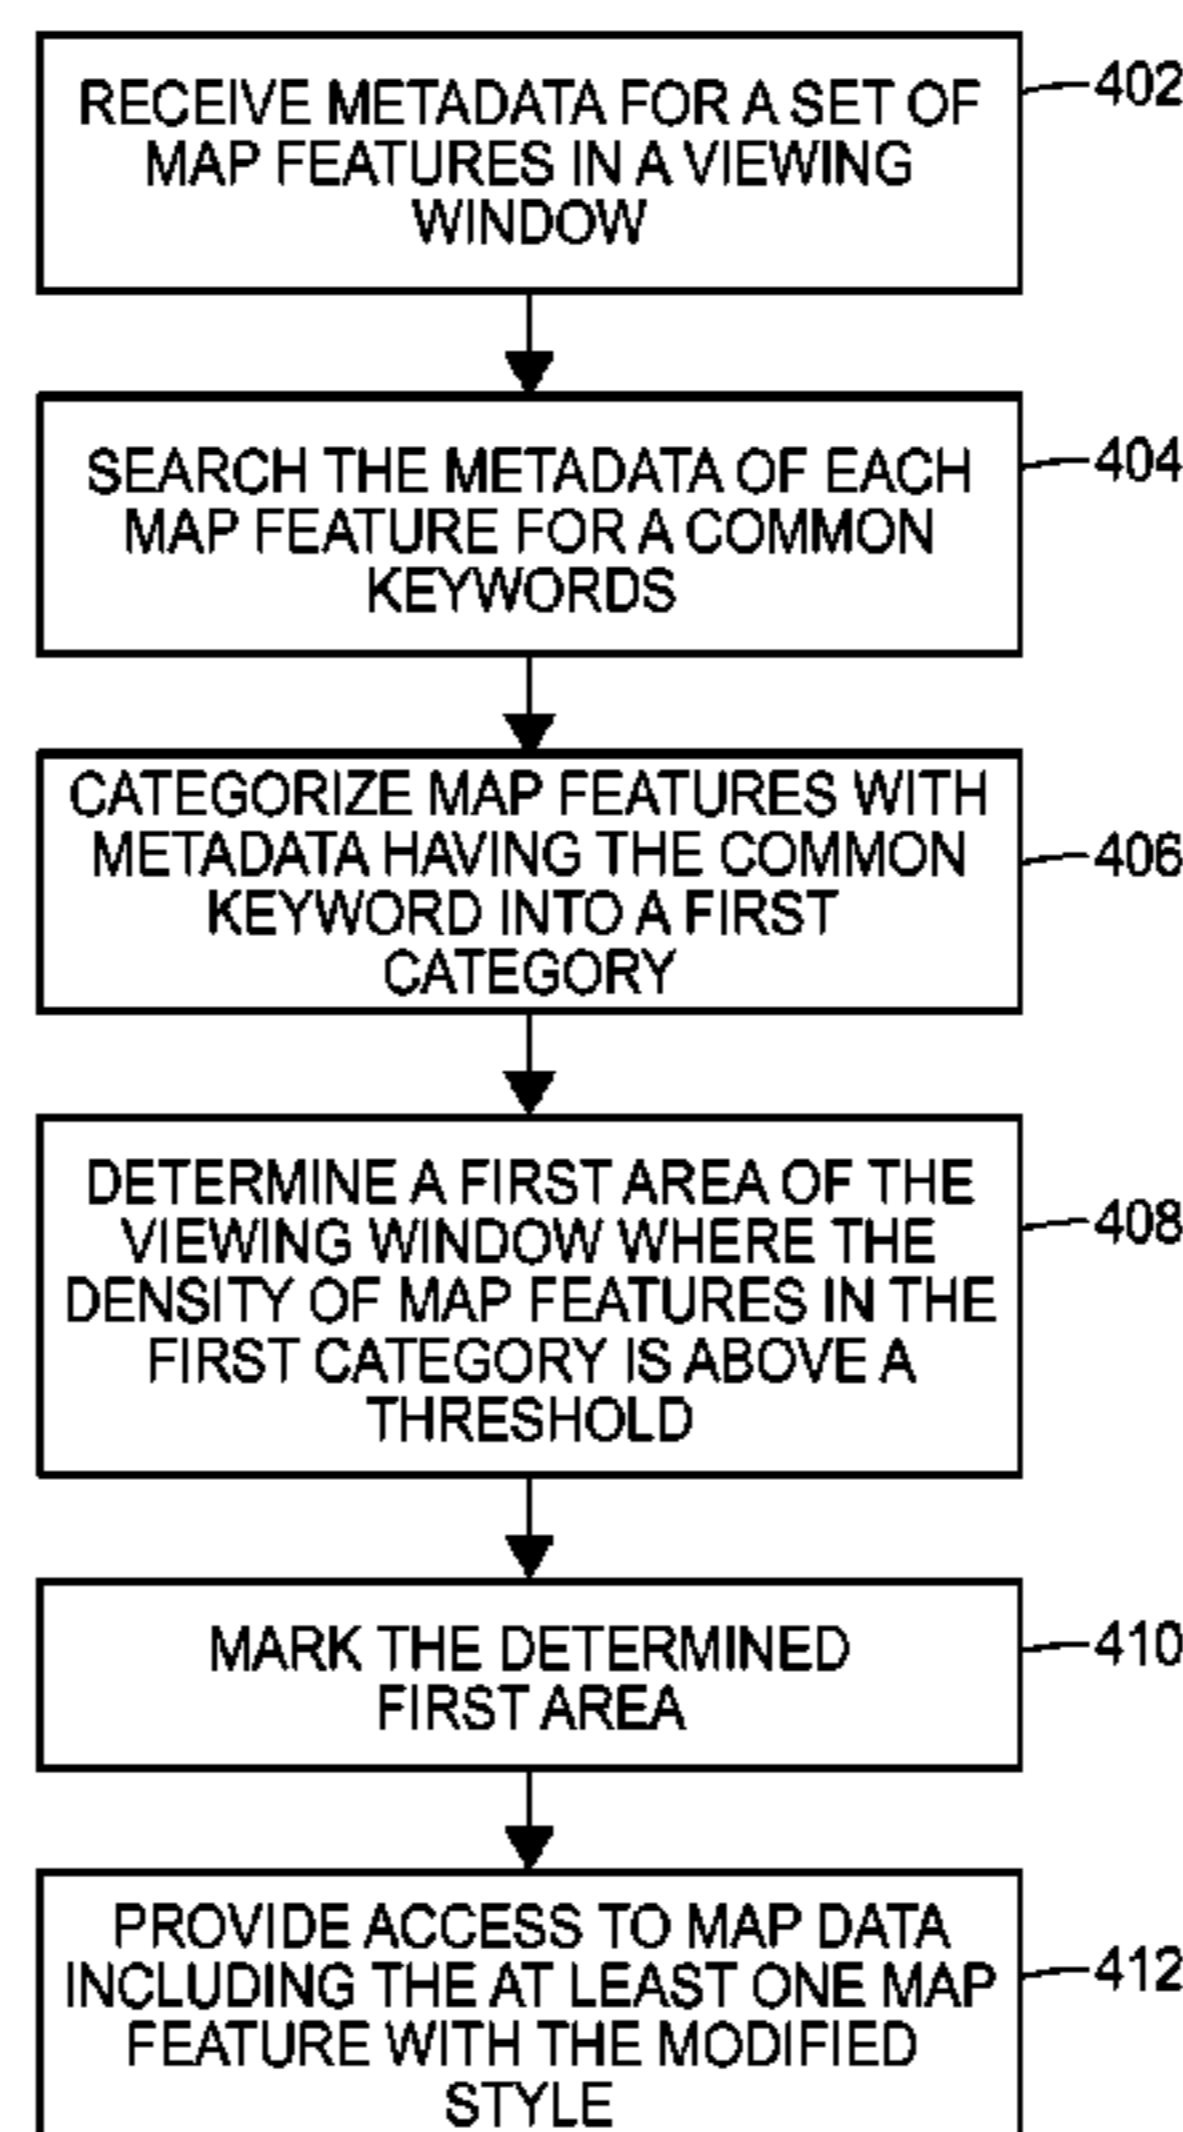 RECEIVE METADATA FOR A SET OF
MAP FEATURES IN A VIEWING
WINDOW
402
SEARCH THE METADATA OF EACH
MAP FEATURE FOR A COMMON
KEYWORDS
404
CATEGORIZE MAP FEATURES WITH
METADATA HAVING THE COMMON
KEYWORD INTO A FIRST
CATEGORY
406
DETERMINE A FIRST AREA OF THE
VIEWING WINDOW WHERE THE
DENSITY OF MAP FEATURES IN THE
FIRST CATEGORY IS ABOVE A
THRESHOLD
408
MARK THE DETERMINED
FIRST AREA
410
PROVIDE ACCESS TO MAP DATA
INCLUDING THE AT LEAST ONE MAP
FEATURE WITH THE MODIFIED
STYLE
412